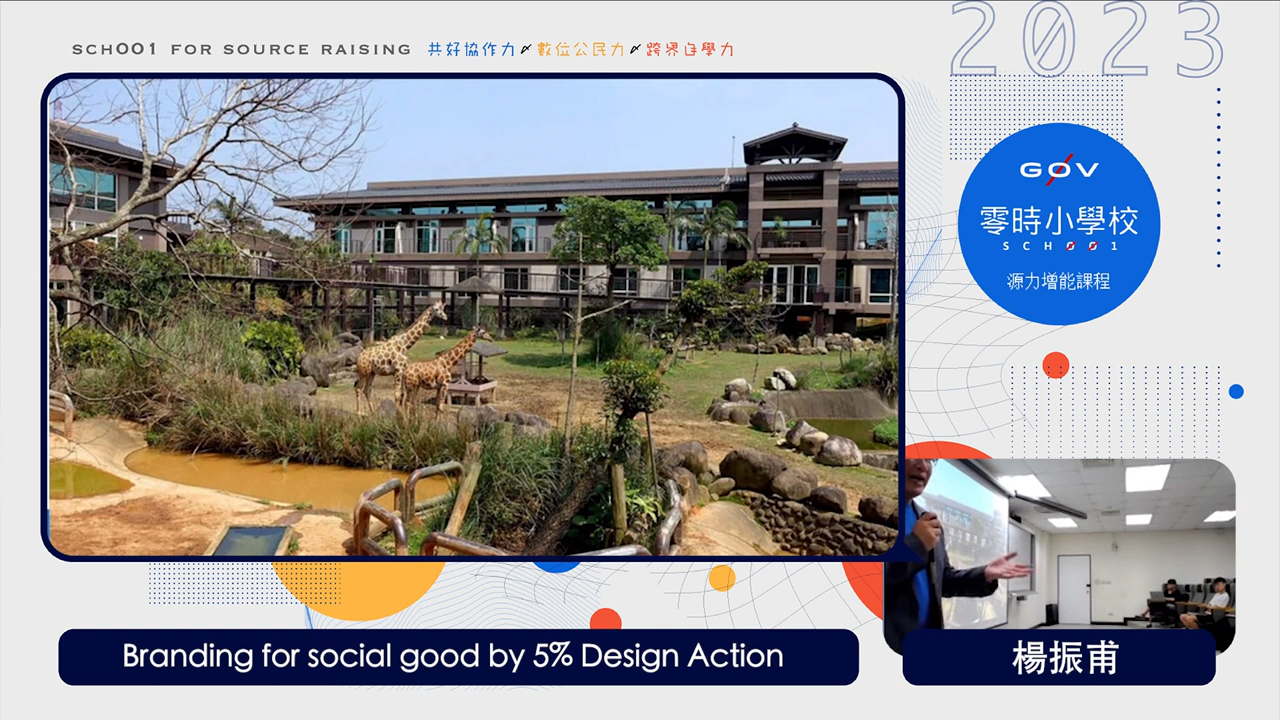 SCH001 FOR SOURCE RAISING 共好協作力 數位公民力 跨界自學力
2023
GØV
零時小學校
SCH001
源力增能課程
Branding for social good by 5% Design Action
楊振甫